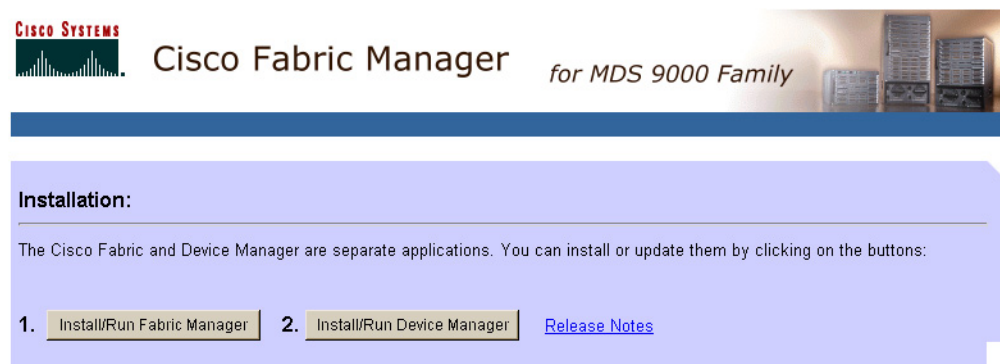 CISCO SYSTEMS
Cisco Fabric Manager for MDS 9000 Family
Installation:
The Cisco Fabric and Device Manager are separate applications. You can install or update them by clicking on the buttons:
1. Install/Run Fabric Manager 2. Install/Run Device Manager Release Notes